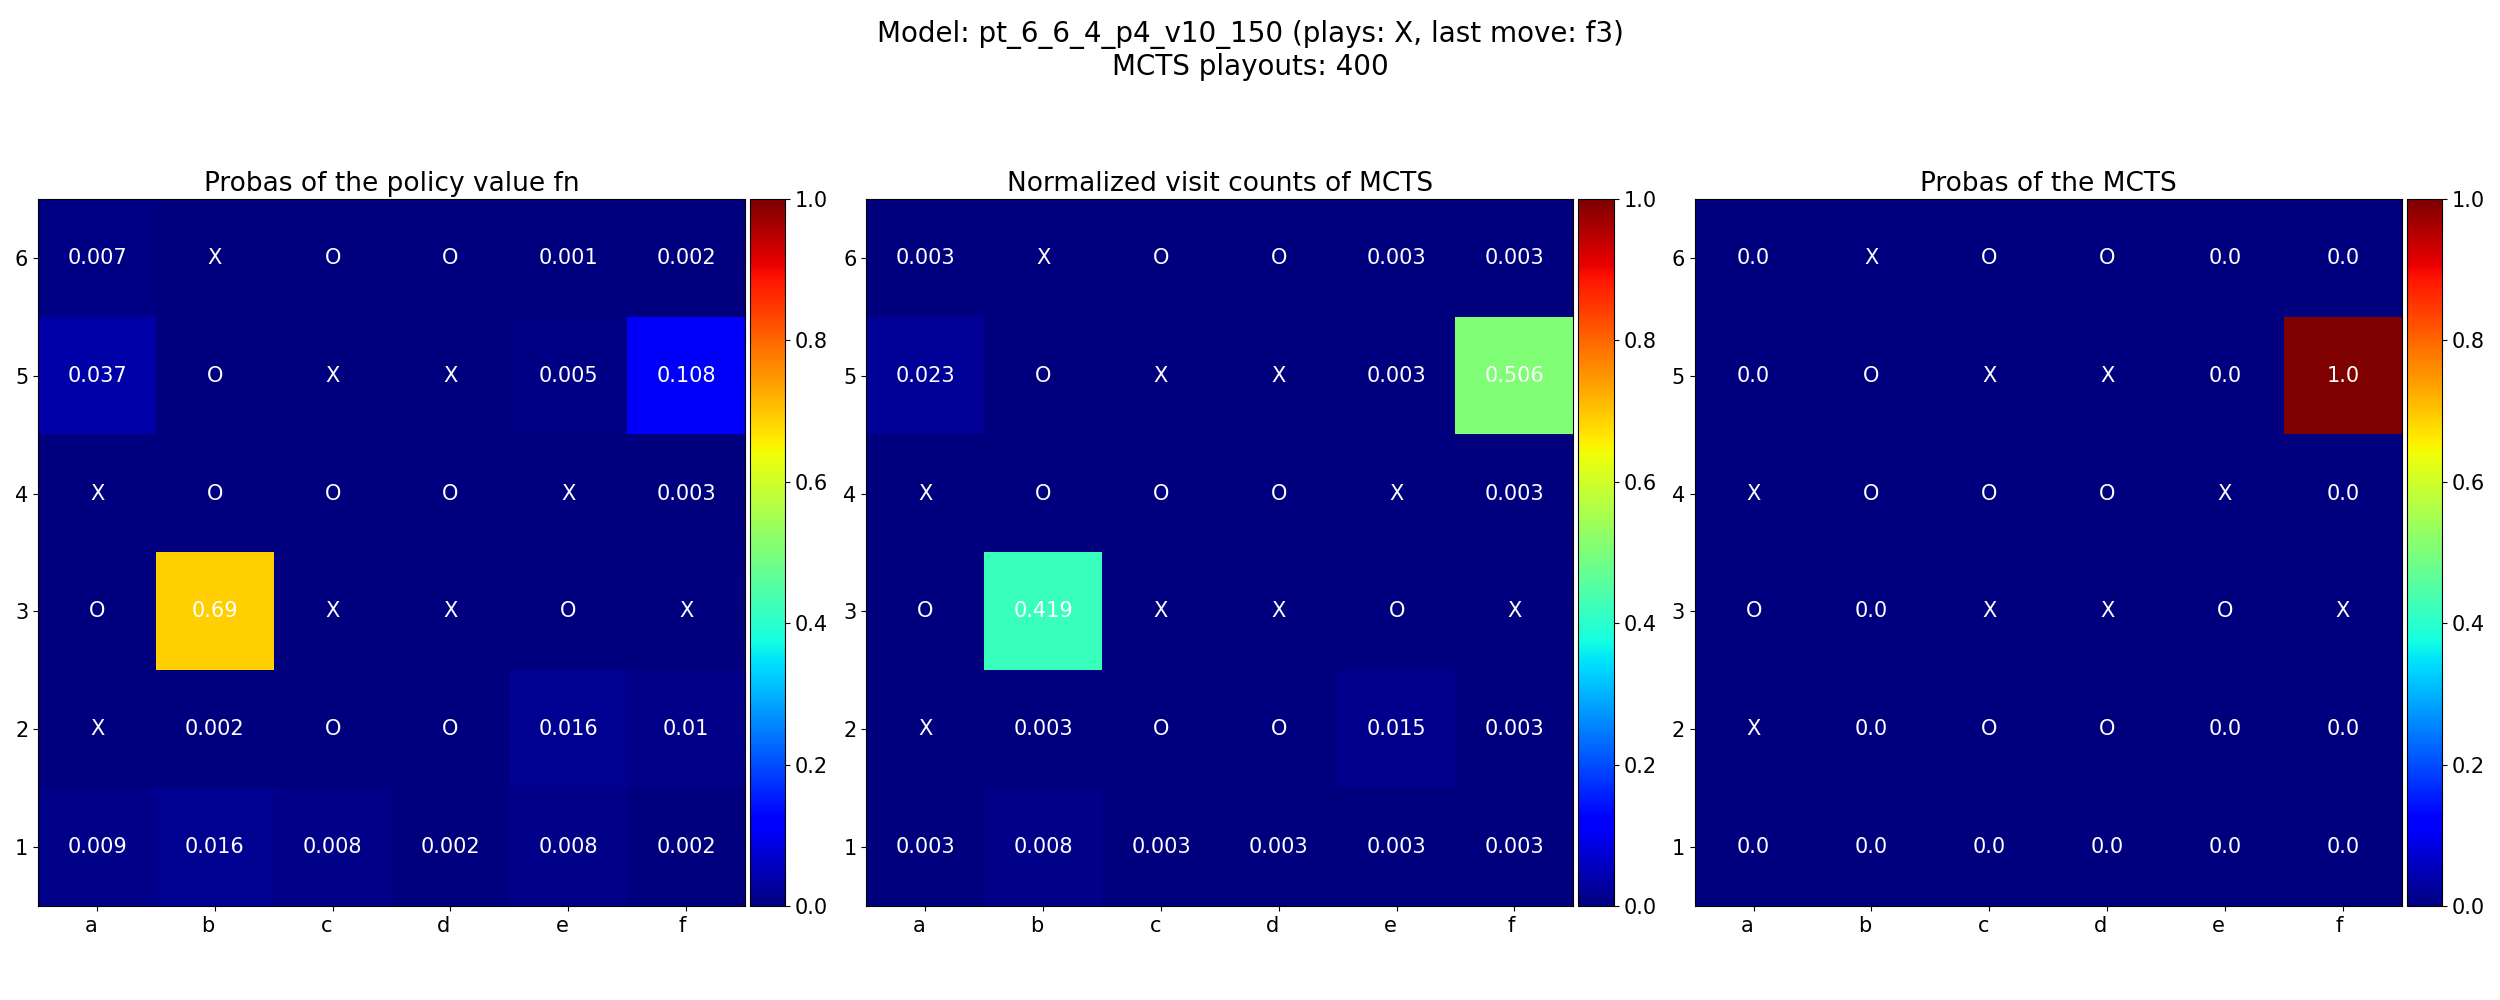 Model: pt_6_6_4_p4_v10_150 (plays: X, last move: f3)
MCTS playouts: 400
Probas of the policy value fn
1.0
6 0.007 X O O 0.001 0.002
0.8
5 0.037 O X X 0.005 0.108
4 X O O O X 0.003
0.6
3 O 0.69 X X O X
0.4
2 X 0.002 O O 0.016 0.01
0.2
1 0.009 0.016 0.008 0.002 0.008 0.002
0.0
a b c d e f
Normalized visit counts of MCTS
1.0
6 0.003 X O O 0.003 0.003
0.8
5 0.023 O X X 0.003 0.506
4 X O O O X 0.003
0.6
3 O 0.419 X X O X
0.4
2 X 0.003 O O 0.015 0.003
0.2
1 0.003 0.008 0.003 0.003 0.003 0.003
0.0
a b c d e f
Probas of the MCTS
1.0
6 0.0 X O O 0.0 0.0
0.8
5 0.0 O X X 0.0 1.0
4 X O O O X 0.0
0.6
3 O 0.0 X X O X
0.4
2 X 0.0 O O 0.0 0.0
0.2
1 0.0 0.0 0.0 0.0 0.0 0.0
0.0
a b c d e f